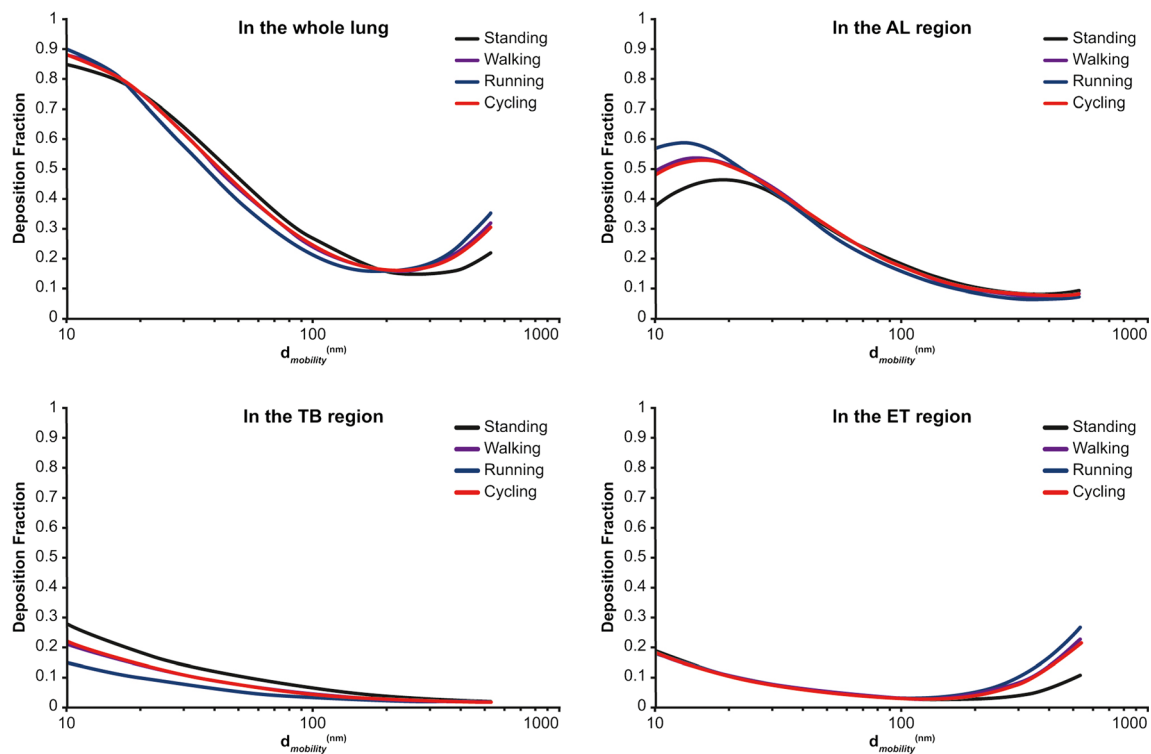 In the whole lung
Standing
Walking
Running
Cycling
Deposition Fraction
1
0.9
0.8
0.7
0.6
0.5
0.4
0.3
0.2
0.1
0
10
100
1000
d mobility (nm)
In the AL region
Standing
Walking
Running
Cycling
Deposition Fraction
1
0.9
0.8
0.7
0.6
0.5
0.4
0.3
0.2
0.1
0
10
100
1000
d mobility (nm)
In the TB region
Standing
Walking
Running
Cycling
Deposition Fraction
1
0.9
0.8
0.7
0.6
0.5
0.4
0.3
0.2
0.1
0
10
100
1000
d mobility (nm)
In the ET region
Standing
Walking
Running
Cycling
Deposition Fraction
1
0.9
0.8
0.7
0.6
0.5
0.4
0.3
0.2
0.1
0
10
100
1000
d mobility (nm)